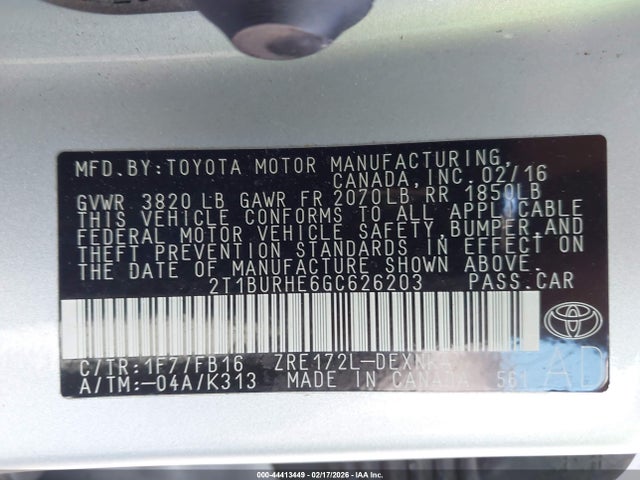 MFD.BY:TOYOTA MOTOR MANUFACTURING,
CANADA,INC.02/16
GVWR 3820 LB GAWR FR 2070LB RR 1850LB
THIS VEHICLE CONFORMS TO ALL APPLICABLE
FEDERAL MOTOR VEHICLE SAFETY,BUMPER,AND
THEFT PREVENTION STANDARDS IN EFFECT ON
THE DATE OF MANUFACTURE SHOWN ABOVE.
2T1BURHE6GC626203 PASS.CAR
C/TR:1F7/FB16 ZRE172L-DEXN
A/TM:-04A/K313 MADE IN CANADA 561
AD
000-44413449 - 02/17/2026 - IAA Inc.